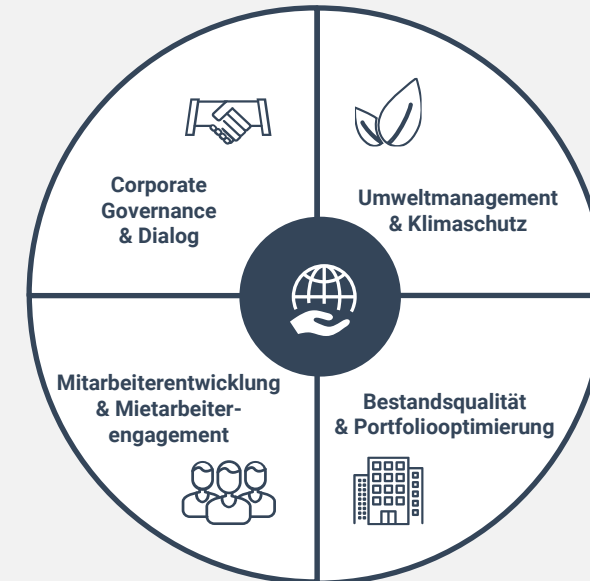 Corporate
Governance
& Dialog
Umweltmanagement
& Klimaschutz
Mitarbeiterentwicklung
& Mietarbeiter-
engagement
Bestandsqualität
& Portfoliooptimierung